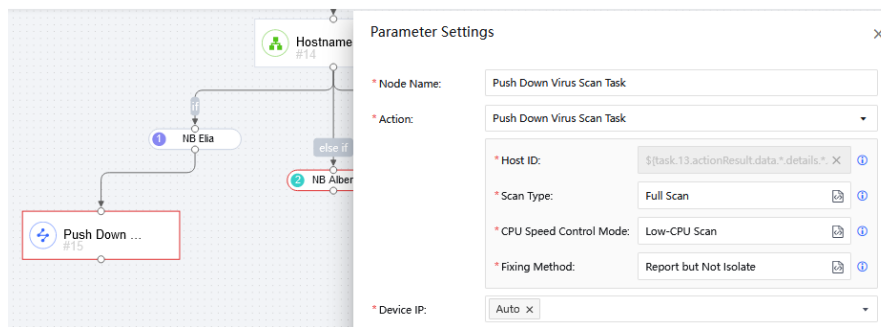 Hostname
#14
if
1 NB Elia
else if
2 NB Alber
Push Down ...
#15
Parameter Settings
* Node Name: Push Down Virus Scan Task
* Action: Push Down Virus Scan Task
* Host ID: ${task.13.actionResult.data.*.details.*.
* Scan Type: Full Scan
* CPU Speed Control Mode: Low-CPU Scan
* Fixing Method: Report but Not Isolate
* Device IP: Auto ×